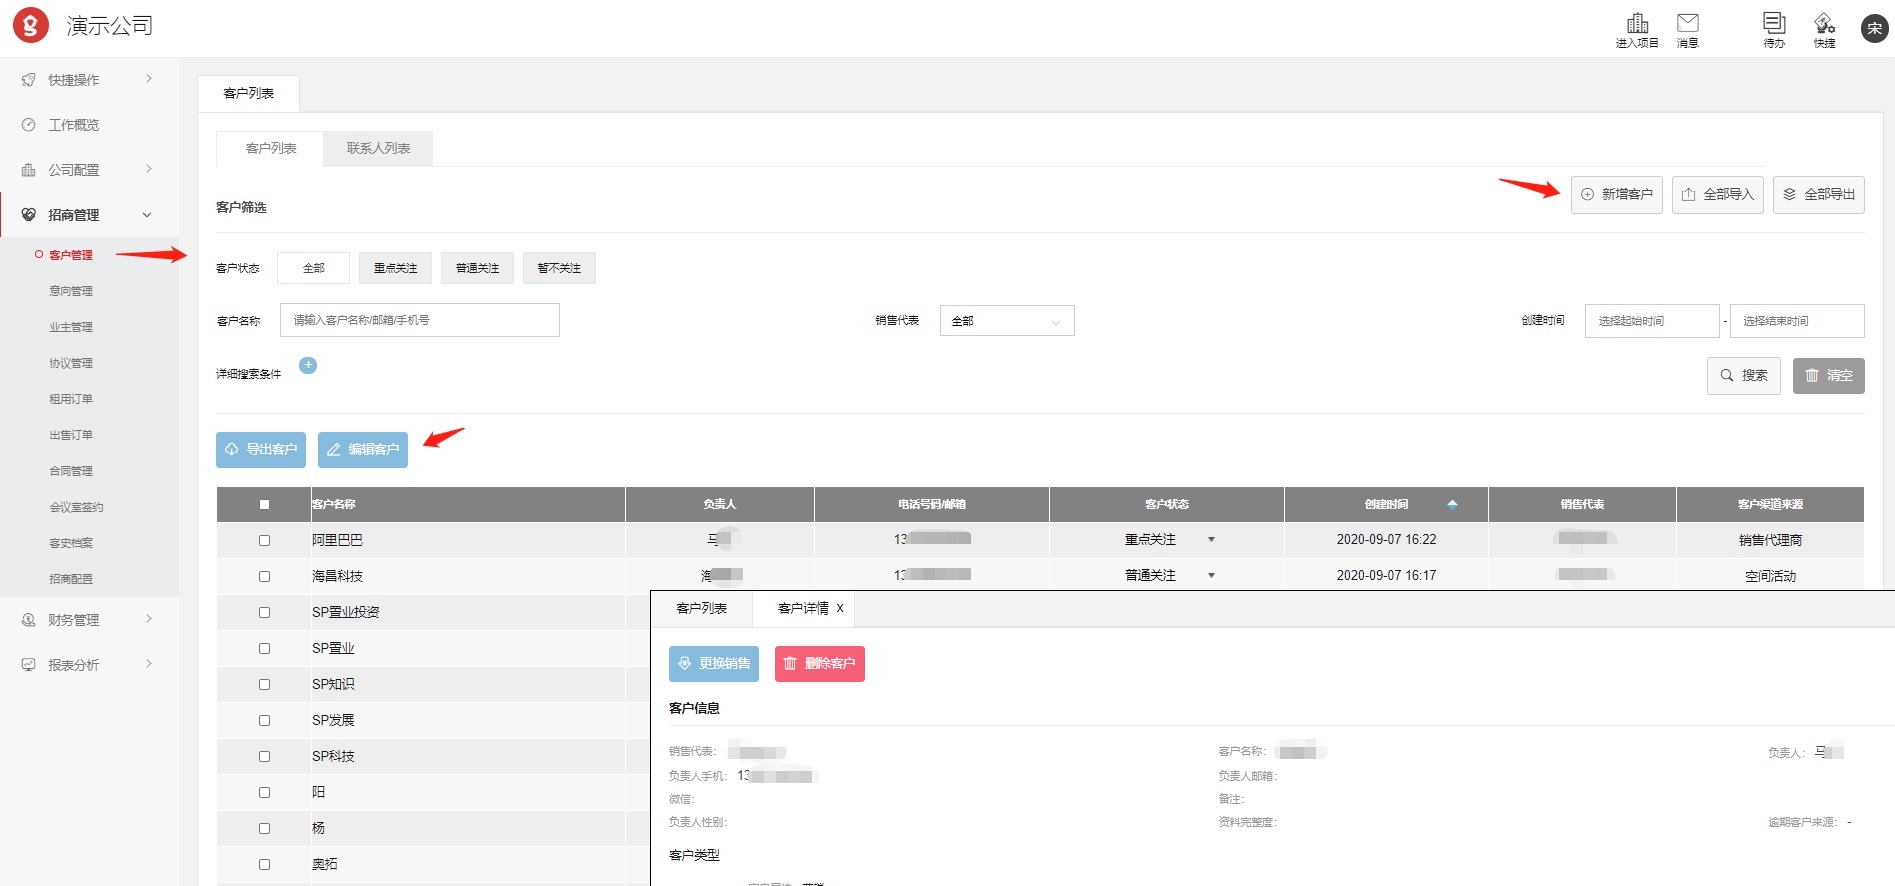 演示公司
进入项目
消息
待办
快捷
宋
快捷操作
工作概览
公司配置
招商管理
客户管理
意向管理
业主管理
协议管理
租用订单
出售订单
合同管理
会议室签约
客史档案
招商配置
财务管理
报表分析
客户列表
客户列表 联系人列表
新增客户 全部导入 全部导出
客户筛选
客户状态 全部 重点关注 普通关注 暂不关注
客户名称 请输入客户名称/邮箱/手机号 销售代表 全部 创建时间 选择起始时间 - 选择结束时间
详细搜索条件
搜索 清空
导出客户 编辑客户
客户名称 负责人 电话号码/邮箱 客户状态 创建时间 销售代表 客户渠道来源
阿里巴巴 马 13 重点关注 2020-09-07 16:22 销售代理商
海昌科技 海 13 普通关注 2020-09-07 16:17 空间活动
SP置业投资
SP置业
SP知识
SP发展
SP科技
阳
杨
奥拓
客户列表 客户详情 X
更换销售 删除客户
客户信息
销售代表: 客户名称: 负责人: 马
负责人手机: 13 负责人邮箱:
微信: 备注:
负责人性别: 资料完整度: 逾期客户来源: -
客户类型